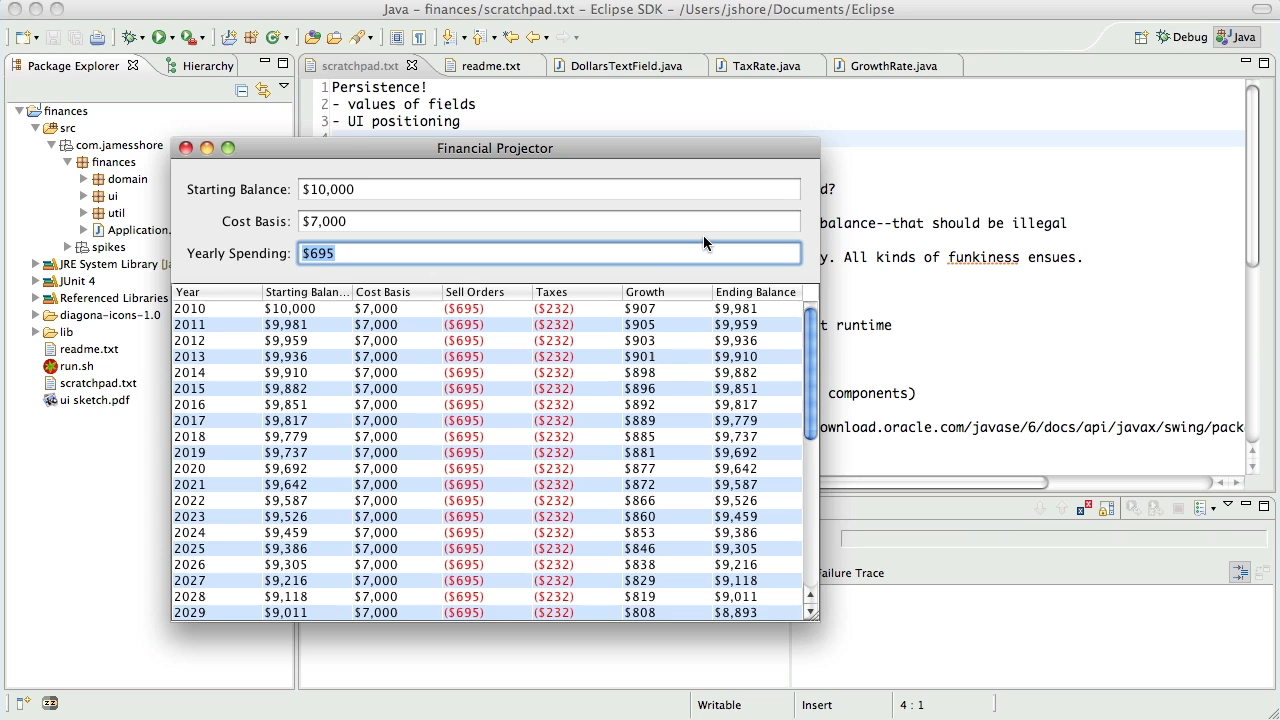 Java – finances/scratchpad.txt – Eclipse SDK – /Users/jshore/Documents/Eclipse
Debug
Java
Package Explorer
Hierarchy
finances
src
com.jamesshore
finances
domain
ui
util
Application.
spikes
JRE System Library [Ja
JUnit 4
Referenced Libraries
diagona-icons-1.0
lib
readme.txt
run.sh
scratchpad.txt
ui sketch.pdf
scratchpad.txt
readme.txt
DollarsTextField.java
TaxRate.java
GrowthRate.java
1 Persistence!
2 - values of fields
3 - UI positioning
4
d?
balance--that should be illegal
y. All kinds of funkiness ensues.
t runtime
components)
ownload.oracle.com/javase/6/docs/api/javax/swing/pack
Financial Projector
Starting Balance: $10,000
Cost Basis: $7,000
Yearly Spending: $695
Year Starting Balan... Cost Basis Sell Orders Taxes Growth Ending Balance
2010 $10,000 $7,000 ($695) ($232) $907 $9,981
2011 $9,981 $7,000 ($695) ($232) $905 $9,959
2012 $9,959 $7,000 ($695) ($232) $903 $9,936
2013 $9,936 $7,000 ($695) ($232) $901 $9,910
2014 $9,910 $7,000 ($695) ($232) $898 $9,882
2015 $9,882 $7,000 ($695) ($232) $896 $9,851
2016 $9,851 $7,000 ($695) ($232) $892 $9,817
2017 $9,817 $7,000 ($695) ($232) $889 $9,779
2018 $9,779 $7,000 ($695) ($232) $885 $9,737
2019 $9,737 $7,000 ($695) ($232) $881 $9,692
2020 $9,692 $7,000 ($695) ($232) $877 $9,642
2021 $9,642 $7,000 ($695) ($232) $872 $9,587
2022 $9,587 $7,000 ($695) ($232) $866 $9,526
2023 $9,526 $7,000 ($695) ($232) $860 $9,459
2024 $9,459 $7,000 ($695) ($232) $853 $9,386
2025 $9,386 $7,000 ($695) ($232) $846 $9,305
2026 $9,305 $7,000 ($695) ($232) $838 $9,216
2027 $9,216 $7,000 ($695) ($232) $829 $9,118
2028 $9,118 $7,000 ($695) ($232) $819 $9,011
2029 $9,011 $7,000 ($695) ($232) $808 $8,893
Failure Trace
Writable
Insert
4 : 1